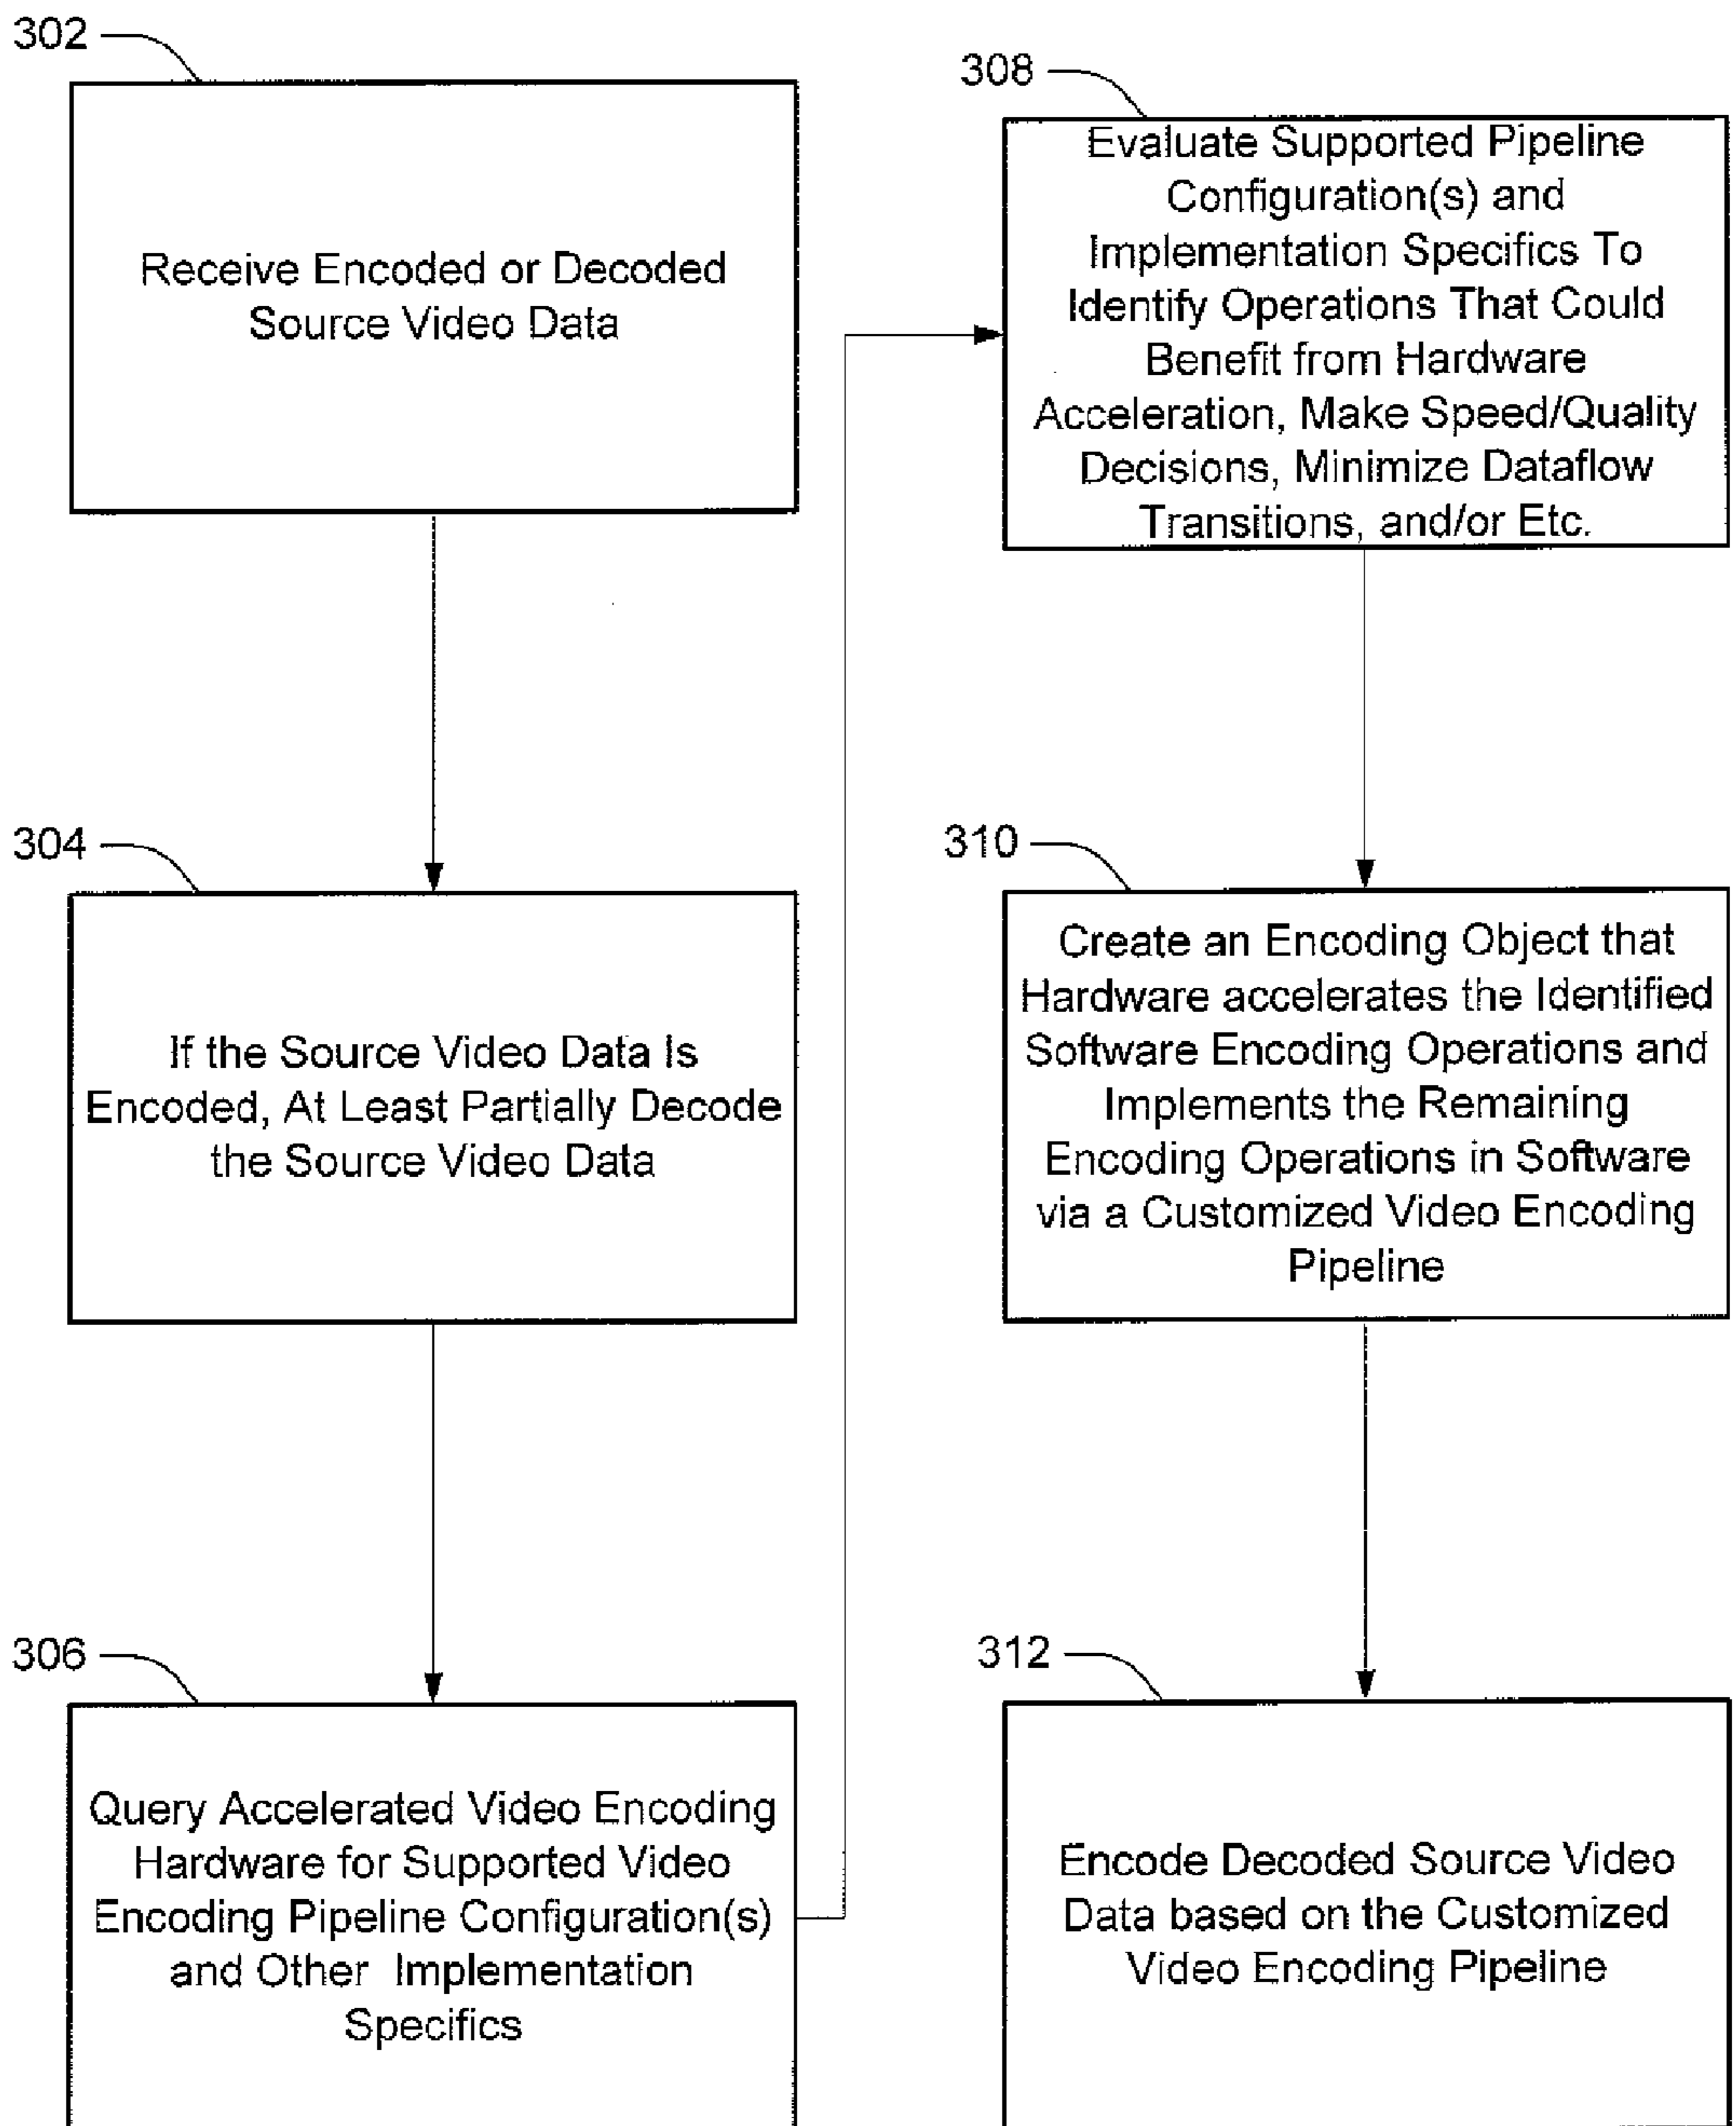 302
Receive Encoded or Decoded
Source Video Data
304
If the Source Video Data Is
Encoded, At Least Partially Decode
the Source Video Data
306
Query Accelerated Video Encoding
Hardware for Supported Video
Encoding Pipeline Configuration(s)
and Other Implementation
Specifics
308
Evaluate Supported Pipeline
Configuration(s) and
Implementation Specifics To
Identify Operations That Could
Benefit from Hardware
Acceleration, Make Speed/Quality
Decisions, Minimize Dataflow
Transitions, and/or Etc.
310
Create an Encoding Object that
Hardware accelerates the Identified
Software Encoding Operations and
Implements the Remaining
Encoding Operations in Software
via a Customized Video Encoding
Pipeline
312
Encode Decoded Source Video
Data based on the Customized
Video Encoding Pipeline